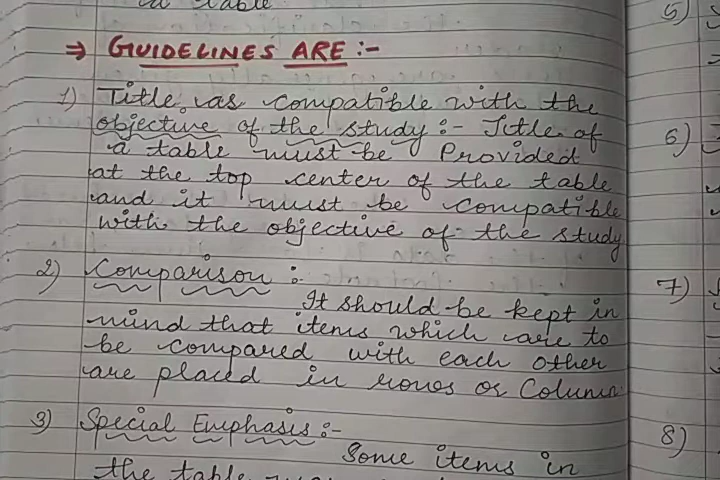 in table
⇒ GUIDELINES ARE :-
1) Title as compatible with the
objective of the study :- Title of
a table must be Provided
at the top center of the table
and it must be compatible
with the objective of the study
2) Comparison :
It should be kept in
mind that items which are to
be compared with each other
are placed in rows or Column
3) Special Emphasis :-
Some items in
the table
5)
6)
7)
8)